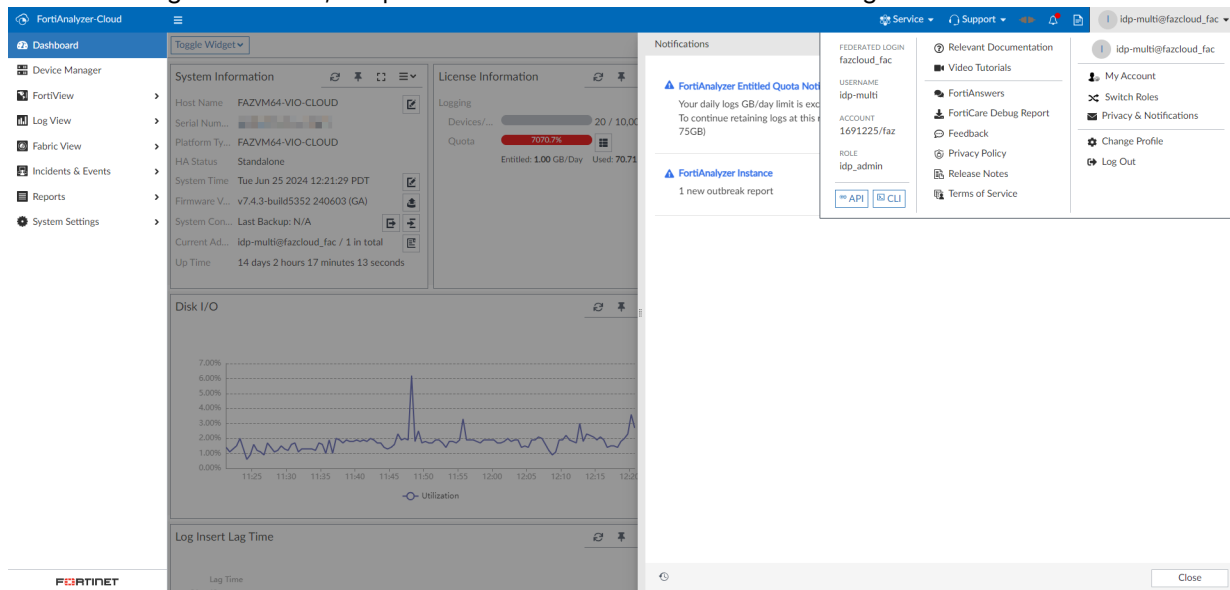 FortiAnalyzer-Cloud
Service
Support
idp-multi@fazcloud_fac
Dashboard
Device Manager
FortiView
Log View
Fabric View
Incidents & Events
Reports
System Settings
FORTINET
Toggle Widget
System Information
Host Name FAZVM64-VIO-CLOUD
Serial Num...
Platform Ty... FAZVM64-VIO-CLOUD
HA Status Standalone
System Time Tue Jun 25 2024 12:21:29 PDT
Firmware V... v7.4.3-build5352 240603 (GA)
System Con... Last Backup: N/A
Current Ad... idp-multi@fazcloud_fac / 1 in total
Up Time 14 days 2 hours 17 minutes 13 seconds
License Information
Logging
Devices/... 20 / 10,00
Quota 7070.7%
Entitled: 1.00 GB/Day Used: 70.71
Disk I/O
7.00%
6.00%
5.00%
4.00%
3.00%
2.00%
1.00%
0.00%
11:25 11:30 11:35 11:40 11:45 11:50 11:55 12:00 12:05 12:10 12:15 12:20
Utilization
Log Insert Lag Time
Lag Time
Notifications
FortiAnalyzer Entitled Quota Noti
Your daily logs GB/day limit is exc
To continue retaining logs at this r
75GB)
FortiAnalyzer Instance
1 new outbreak report
Close
FEDERATED LOGIN
fazcloud_fac
USERNAME
idp-multi
ACCOUNT
1691225/faz
ROLE
idp_admin
API CLI
Relevant Documentation
Video Tutorials
FortiAnswers
FortiCare Debug Report
Feedback
Privacy Policy
Release Notes
Terms of Service
idp-multi@fazcloud_fac
My Account
Switch Roles
Privacy & Notifications
Change Profile
Log Out